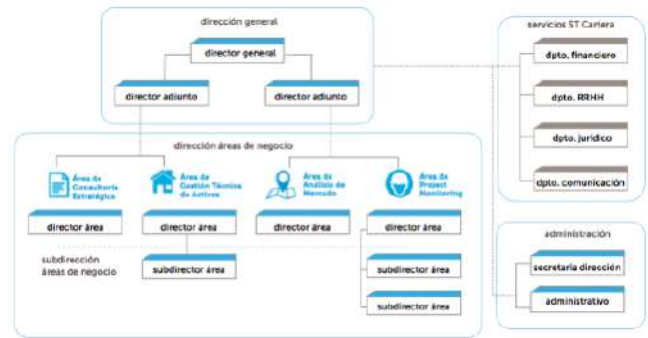 dirección general
director general
director adjunto
director adjunto
dirección áreas de negocio
Área de
Consultoría
Estratégica
Área de
Gestión Técnica
de Activos
Área de
Análisis de
Mercado
Área de
Project
Monitoring
director área
director área
director área
director área
subdirección
áreas de negocio
subdirector área
subdirector área
subdirector área
servicios ST Cartera
dpto. financiero
dpto. RRHH
dpto. jurídico
dpto. comunicación
administración
secretaria dirección
administrativo